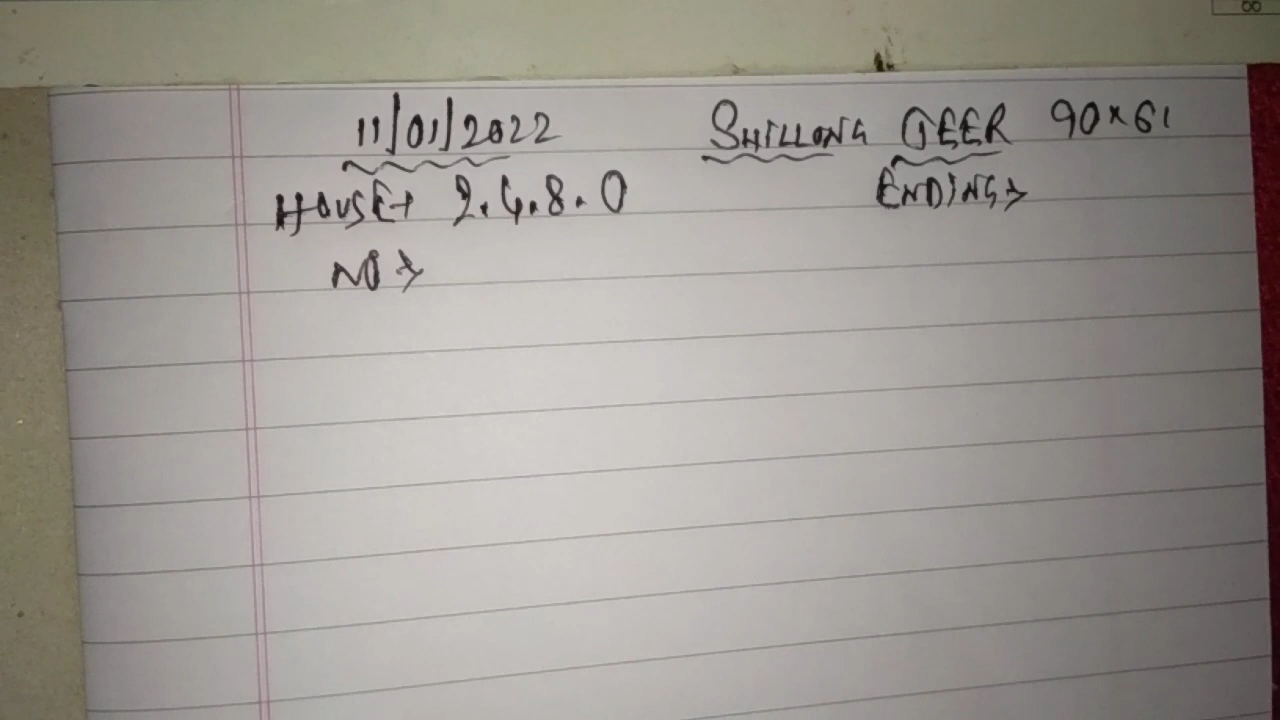 11/01/2022 SHILLONG TEER 90×61
HOUSE→ 2.4.8.0 ENDING→
NO→